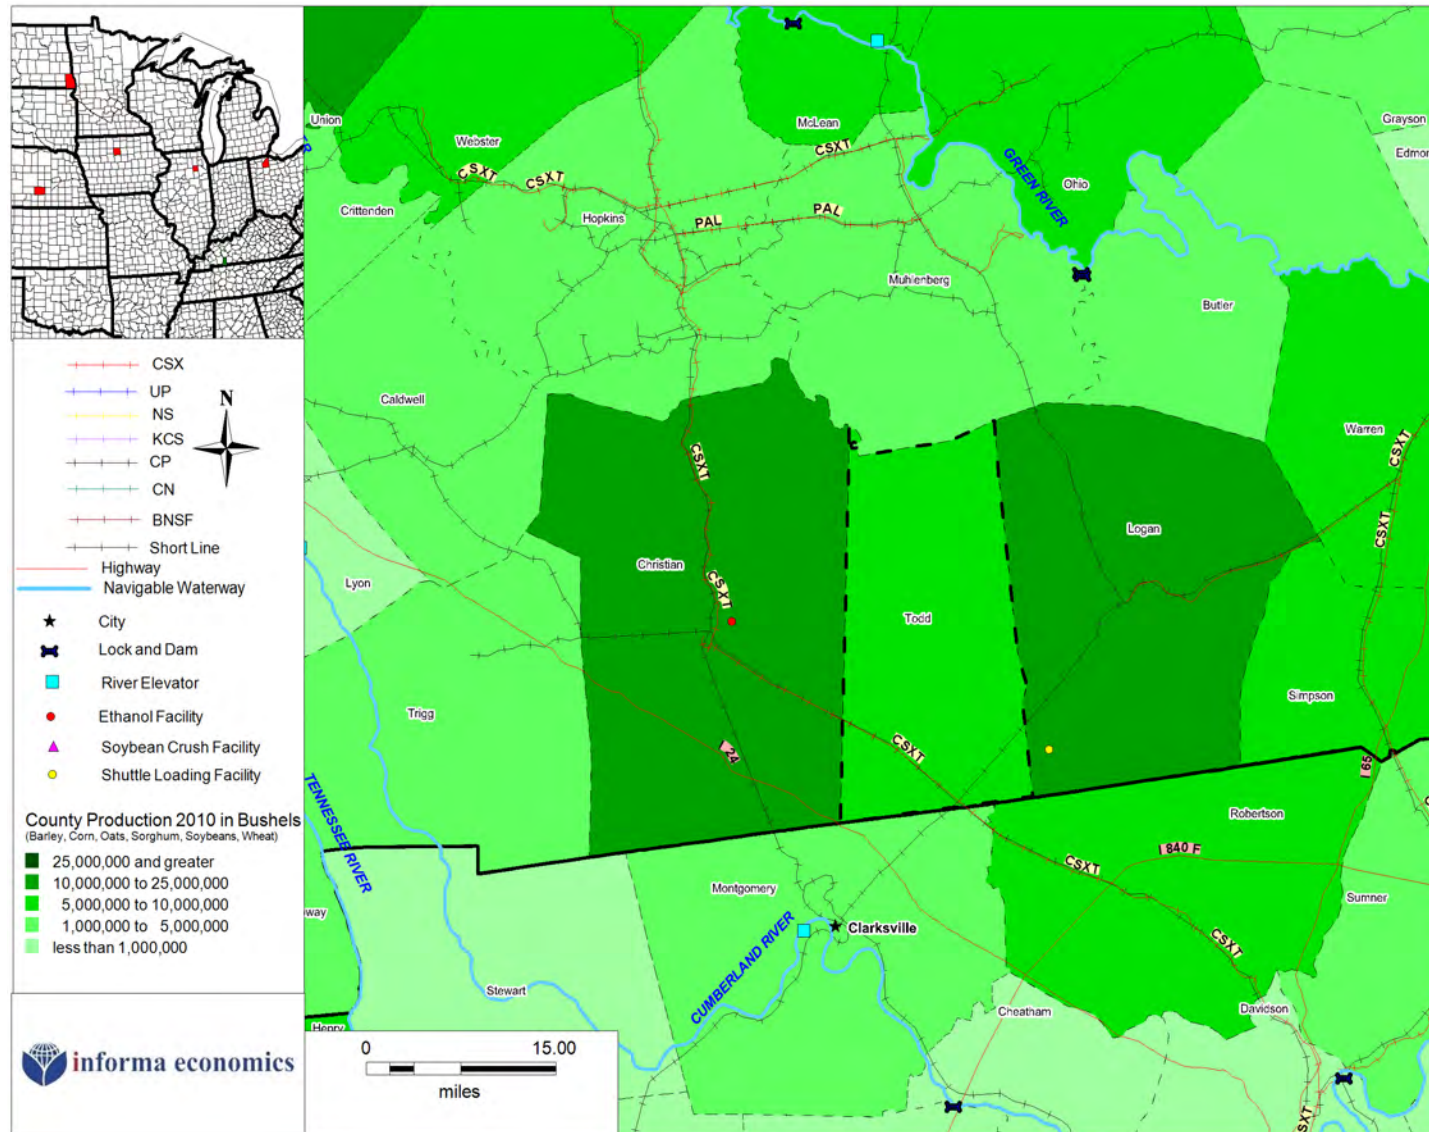 CSX
UP
NS
KCS
CP
CN
BNSF
Short Line
Highway
Navigable Waterway
City
Lock and Dam
River Elevator
Ethanol Facility
Soybean Crush Facility
Shuttle Loading Facility
N
County Production 2010 in Bushels
(Barley, Corn, Oats, Sorghum, Soybeans, Wheat)
25,000,000 and greater
10,000,000 to 25,000,000
5,000,000 to 10,000,000
1,000,000 to 5,000,000
less than 1,000,000
informa economics
0 15.00
miles
Union
Webster
McLean
Grayson
Edmon
CSXT
CSXT
CSXT
GREEN RIVER
Ohio
Crittenden
Hopkins
PAL
PAL
Muhlenberg
Butler
Caldwell
Warren
CSXT
CSXT
CSXT
Logan
Christian
CSXT
Lyon
Todd
Trigg
Simpson
CSXT
I 24
I 65
TENNESSEE RIVER
Robertson
I 840 F
CSXT
Montgomery
Sumner
way
Clarksville
CUMBERLAND RIVER
CSXT
Stewart
Cheatham
Davidson
Henry
CSXT